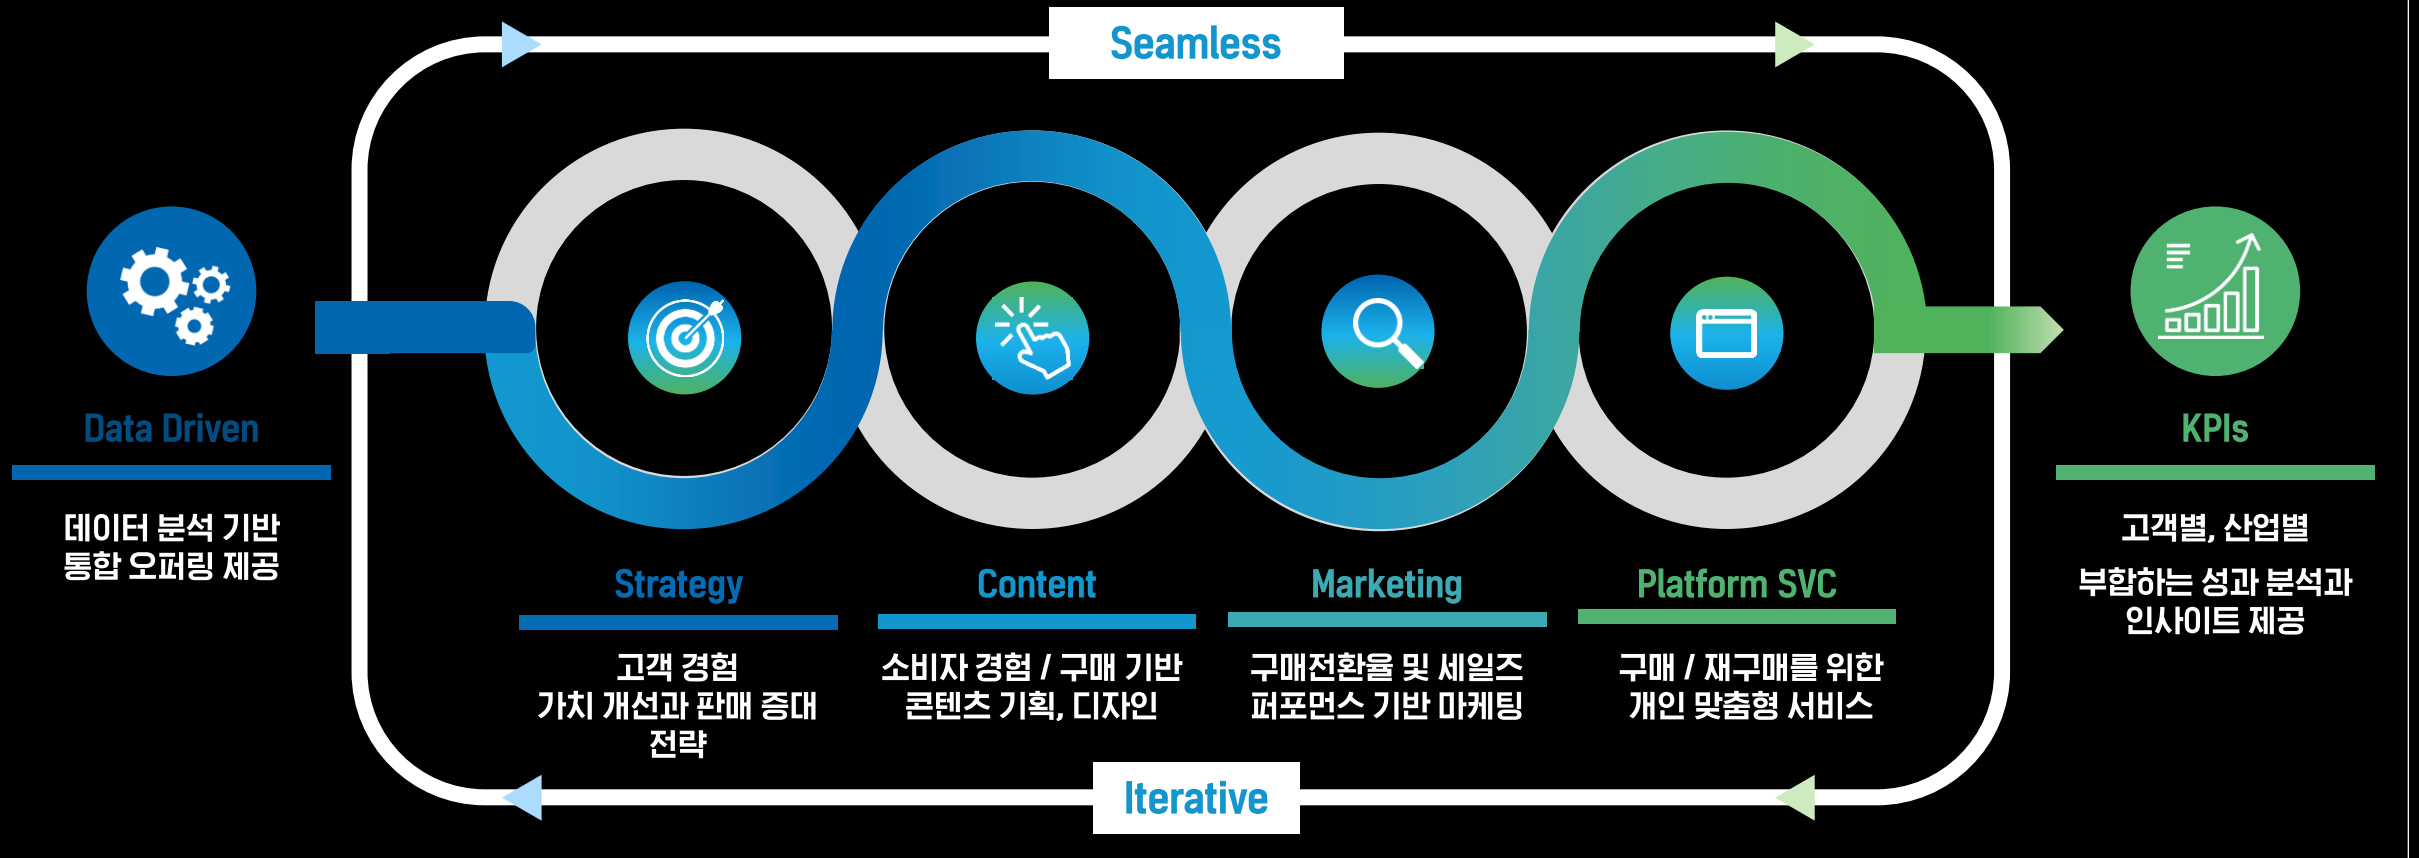 Seamless
Data Driven
데이터 분석 기반
통합 오퍼링 제공
Strategy
고객 경험
가치 개선과 판매 증대
전략
Content
소비자 경험 / 구매 기반
콘텐츠 기획, 디자인
Marketing
구매전환율 및 세일즈
퍼포먼스 기반 마케팅
Platform SVC
구매 / 재구매를 위한
개인 맞춤형 서비스
KPIs
고객별, 산업별
부합하는 성과 분석과
인사이트 제공
Iterative